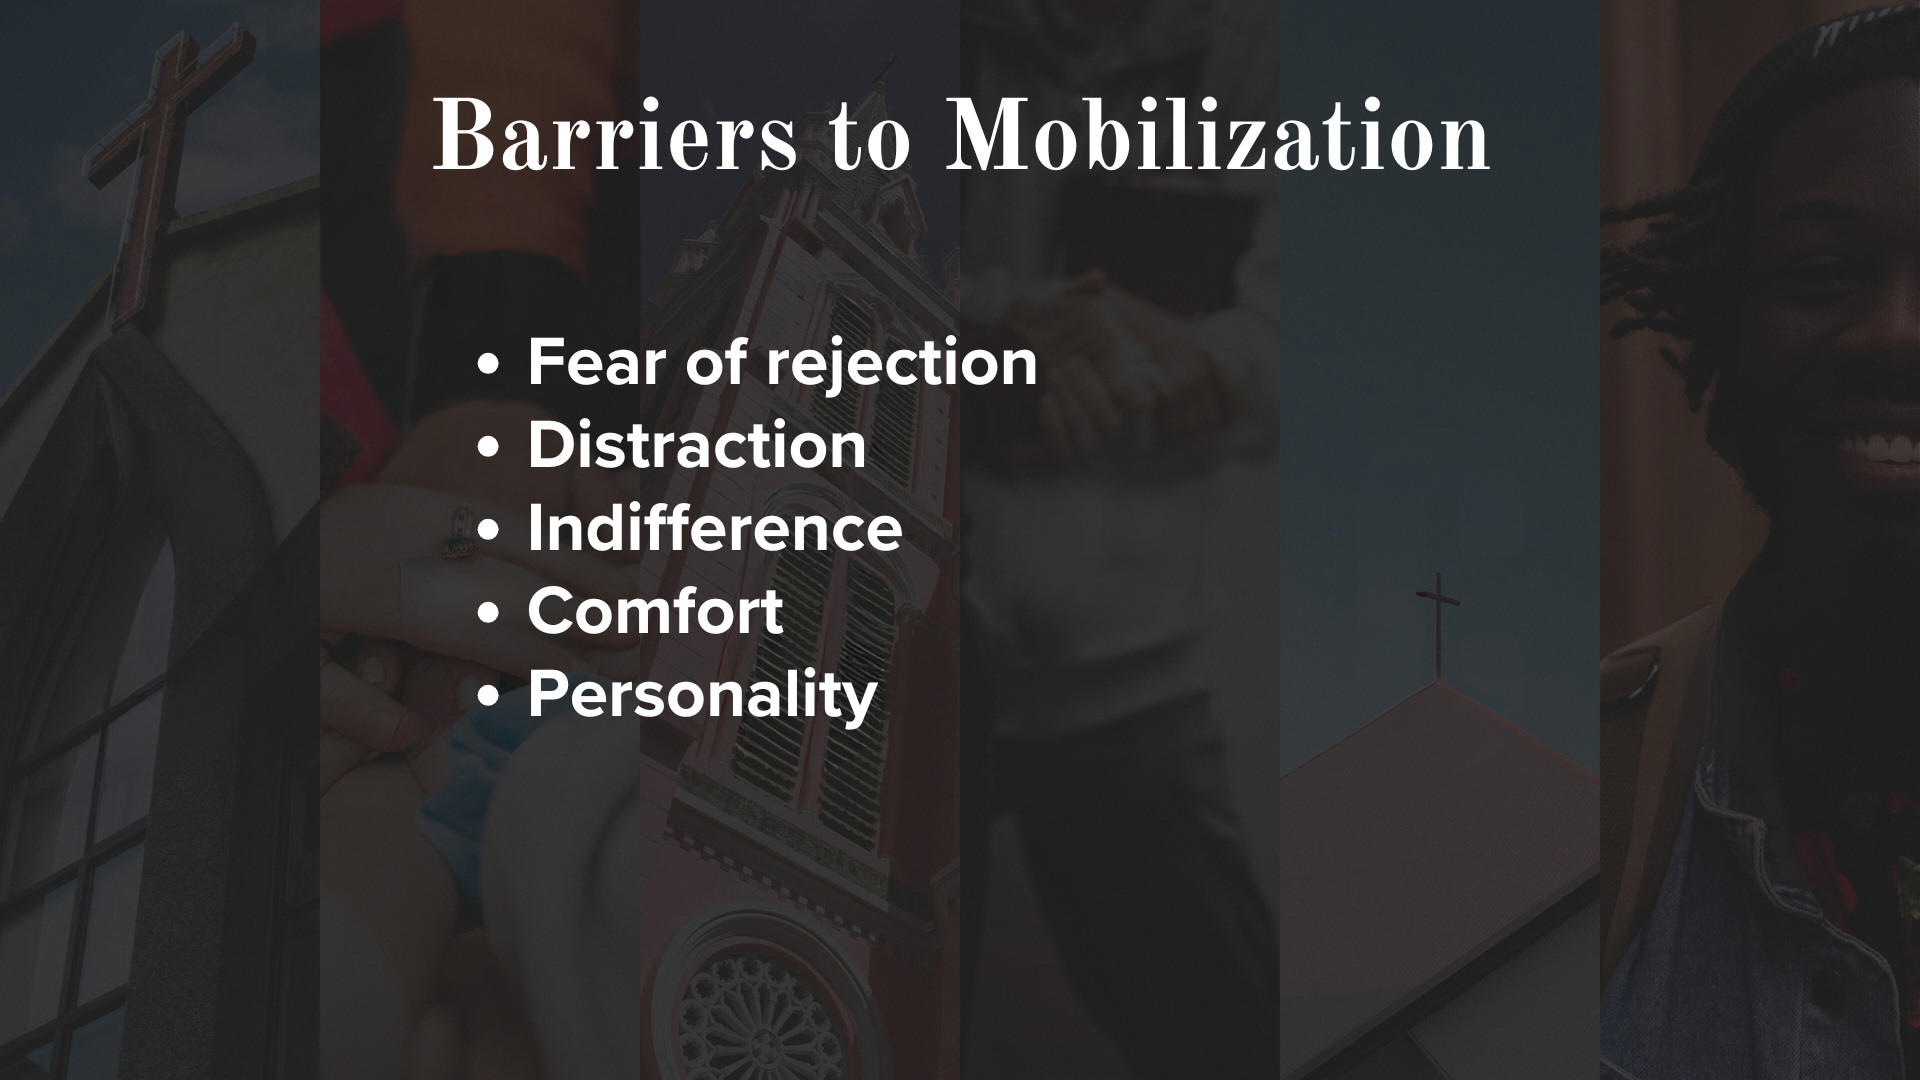 Barriers to Mobilization
• Fear of rejection
• Distraction
• Indifference
• Comfort
• Personality